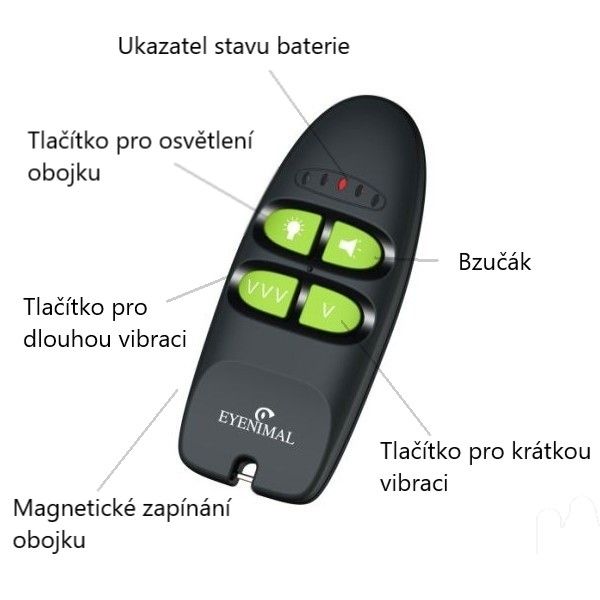 Ukazatel stavu baterie
Tlačítko pro osvětlení
obojku
Bzučák
VVV
V
Tlačítko pro
dlouhou vibraci
EYENIMAL
Tlačítko pro krátkou
vibraci
Magnetické zapínání
obojku